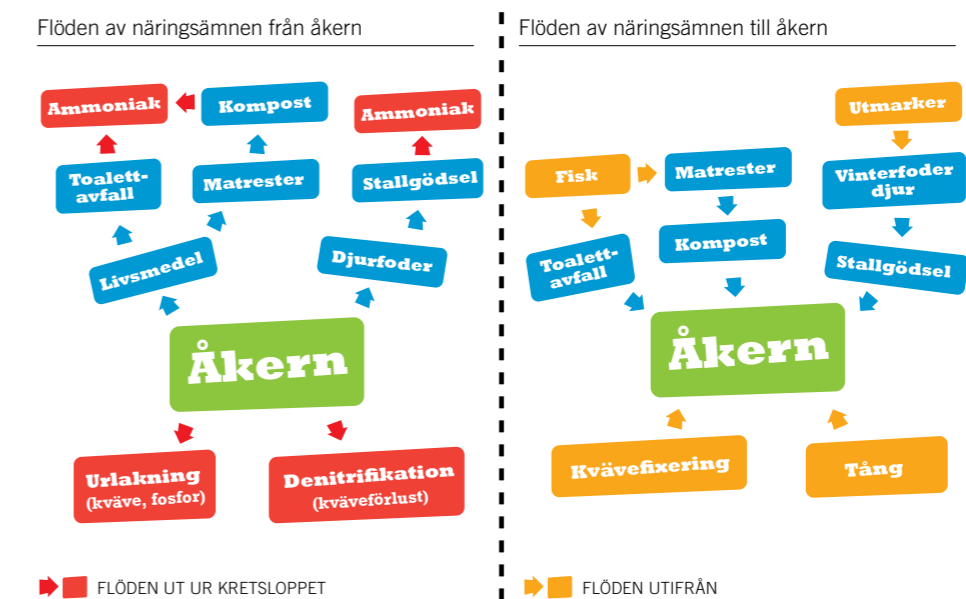 Flöden av näringsämnen från åkern
Ammoniak
Kompost
Ammoniak
Toalett-
avfall
Matrester
Stallgödsel
Livsmedel
Djurfoder
Åkern
Urlakning
(kväve, fosfor)
Denitrifikation
(kväveförlust)
FLÖDEN UT UR KRETSLOPPET
Flöden av näringsämnen till åkern
Utmarker
Fisk
Matrester
Vinterfoder
djur
Toalett-
avfall
Kompost
Stallgödsel
Åkern
Kvävefixering
Tång
FLÖDEN UTIFRÅN